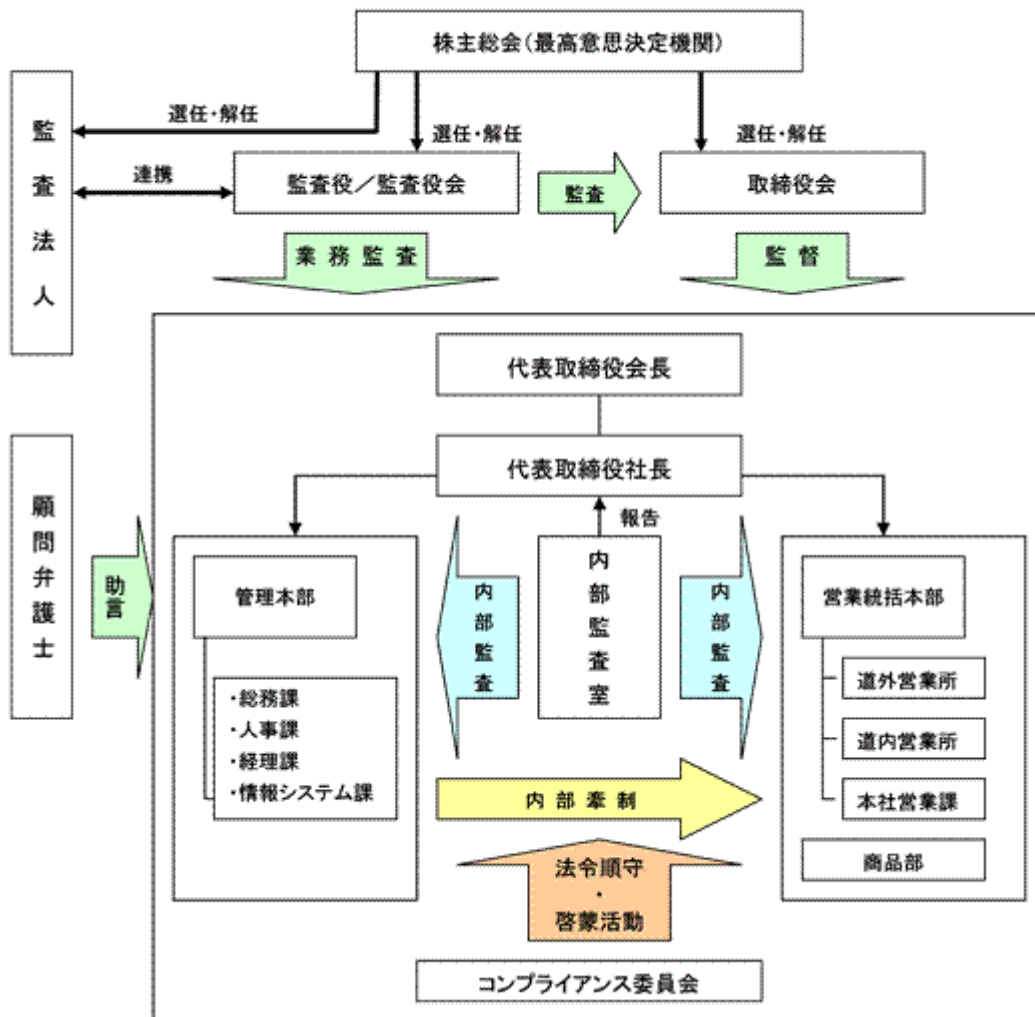 株主総会(最高意思決定機関)
選任・解任
選任・解任
選任・解任
監査法人
連携
監査役／監査役会
監査
取締役会
業務監査
監督
代表取締役会長
代表取締役社長
顧問弁護士
助言
報告
管理本部
・総務課
・人事課
・経理課
・情報システム課
内部監査
内部監査室
内部監査
営業統括本部
道外営業所
道内営業所
本社営業課
商品部
内部牽制
法令順守
・
啓蒙活動
コンプライアンス委員会